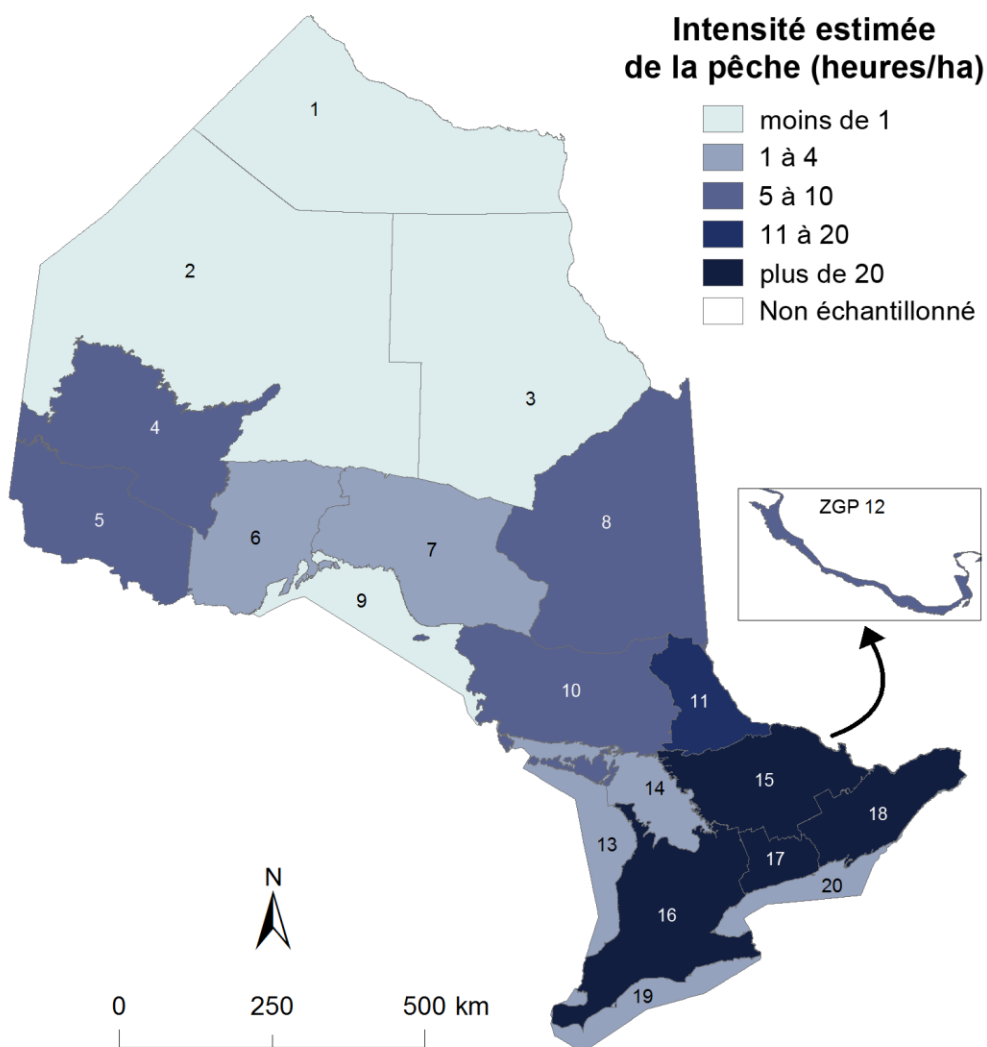 Intensité estimée
de la pêche (heures/ha)
moins de 1
1 à 4
5 à 10
11 à 20
plus de 20
Non échantillonné
1
2
3
4
5
6
7
8
9
10
11
ZGP 12
13
14
15
16
17
18
19
20
N
0 250 500 km